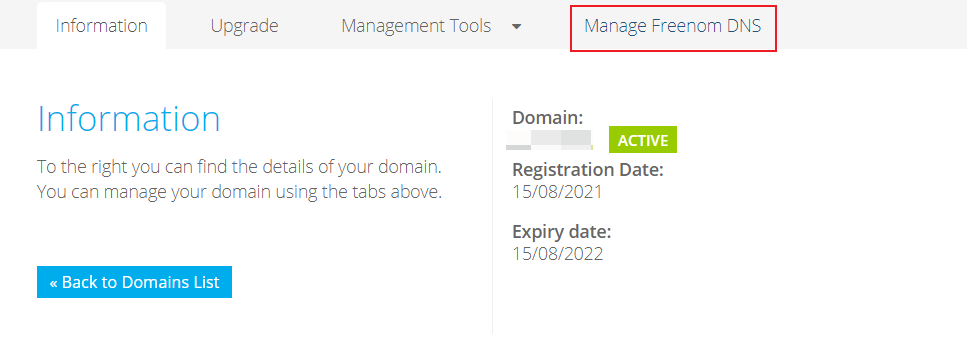 Information
Upgrade
Management Tools
Manage Freenom DNS
Information
To the right you can find the details of your domain.
You can manage your domain using the tabs above.
« Back to Domains List
Domain:
ACTIVE
Registration Date:
15/08/2021
Expiry date:
15/08/2022